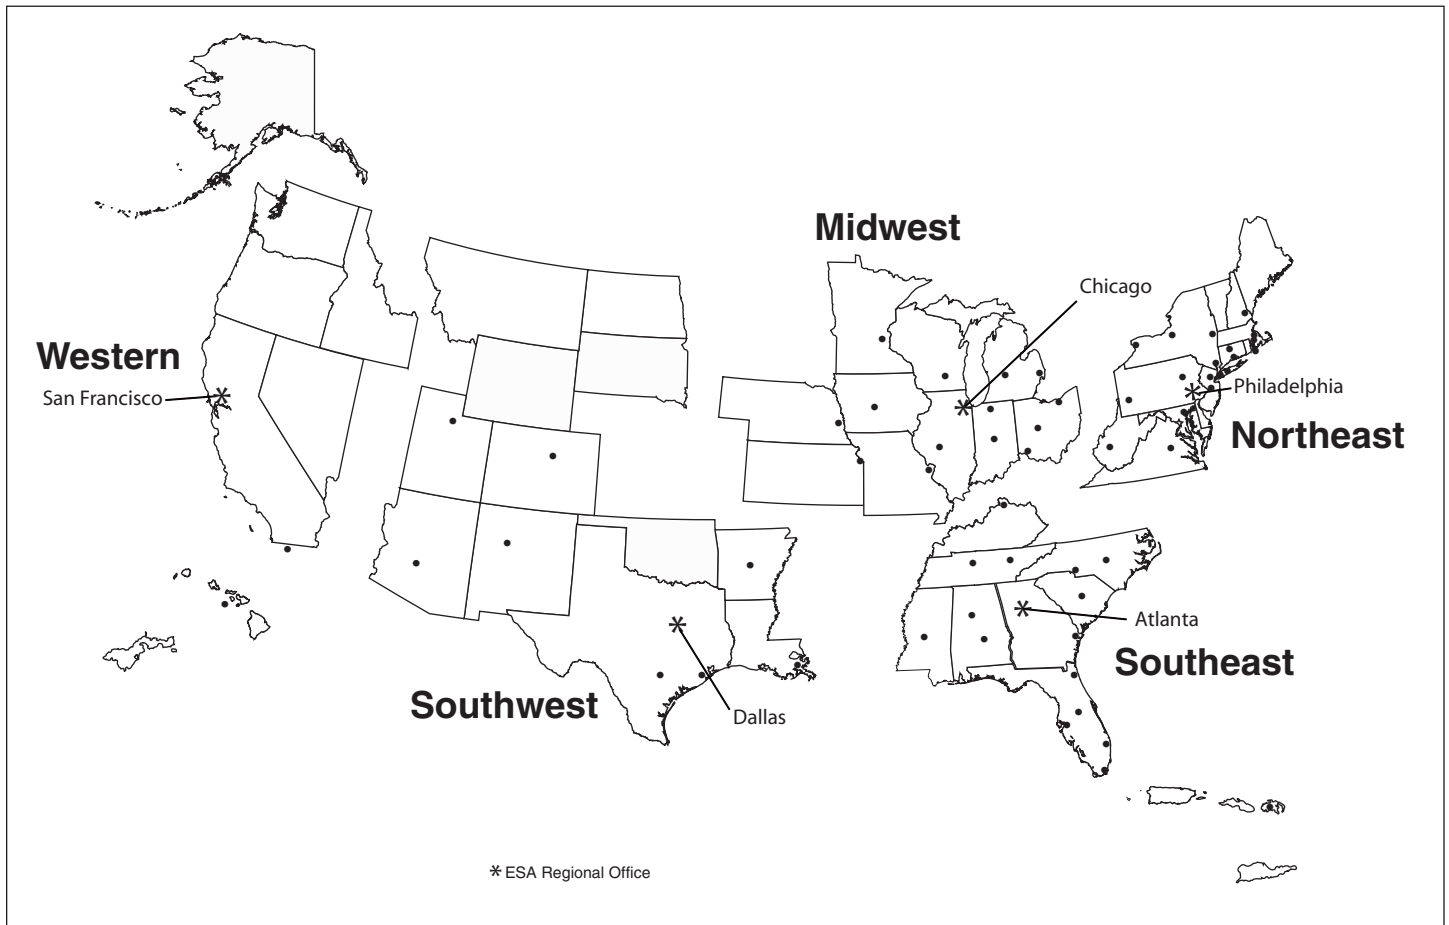 Midwest
Chicago
Western
San Francisco
Philadelphia
Northeast
Atlanta
Southeast
Southwest
Dallas
* ESA Regional Office